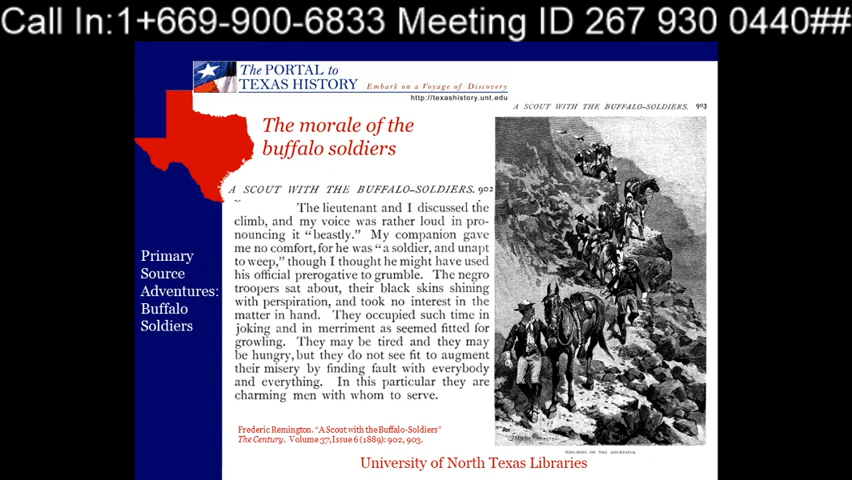 Call In:1+669-900-6833 Meeting ID 267 930 0440##
The PORTAL to
TEXAS HISTORY
Embark on a Voyage of Discovery
http://texashistory.unt.edu
A SCOUT WITH THE BUFFALO-SOLDIERS. 903
The morale of the
buffalo soldiers
A SCOUT WITH THE BUFFALO-SOLDIERS. 902
The lieutenant and I discussed the
climb, and my voice was rather loud in pro-
nouncing it “beastly.” My companion gave
me no comfort, for he was “a soldier, and unapt
to weep,” though I thought he might have used
his official prerogative to grumble. The negro
troopers sat about, their black skins shining
with perspiration, and took no interest in the
matter in hand. They occupied such time in
joking and in merriment as seemed fitted for
growling. They may be tired and they may
be hungry, but they do not see fit to augment
their misery by finding fault with everybody
and everything. In this particular they are
charming men with whom to serve.
Primary
Source
Adventures:
Buffalo
Soldiers
Frederic Remington. "A Scout with the Buffalo-Soldiers"
The Century. Volume 37, Issue 6 (1889): 902, 903.
MARCHING ON THE MOUNTAINS.
University of North Texas Libraries